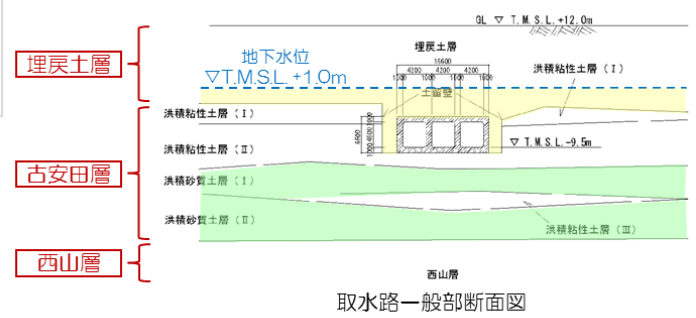 GL ▽ T.M.S.L.+12.0m
埋戻土層
埋戻土層
地下水位
▽T.M.S.L.+1.0m
16600
4200 4200 4200
1000 1000 1000 1000
洪積粘性土層（Ⅰ）
土留壁
洪積粘性土層（Ⅰ）
6600
1000 4600 1000
▽ T.M.S.L.-9.5m
洪積粘性土層（Ⅱ）
古安田層
洪積砂質土層（Ⅰ）
洪積砂質土層（Ⅱ）
洪積粘性土層（Ⅲ）
西山層
西山層
取水路一般部断面図